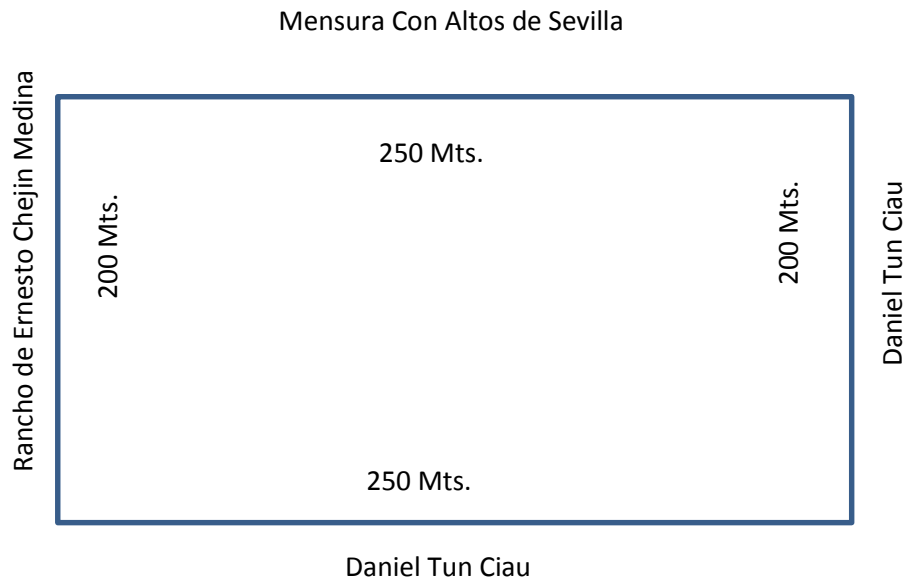 Mensura Con Altos de Sevilla
Rancho de Ernesto Chejin Medina
250 Mts.
200 Mts.
200 Mts.
Daniel Tun Ciau
250 Mts.
Daniel Tun Ciau